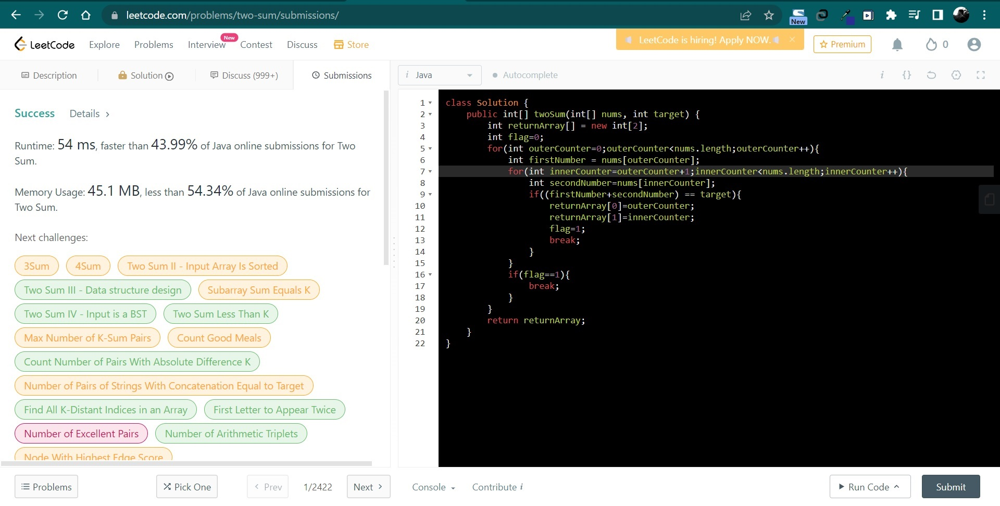 leetcode.com/problems/two-sum/submissions/
New
LeetCode
Explore
Problems
Interview
New
Contest
Discuss
Store
LeetCode is hiring! Apply NOW.
Premium
0
Description
Solution
Discuss (999+)
Submissions
i Java
Autocomplete
i
{}
Success
Details >
Runtime: 54 ms, faster than 43.99% of Java online submissions for Two
Sum.
Memory Usage: 45.1 MB, less than 54.34% of Java online submissions for
Two Sum.
Next challenges:
3Sum
4Sum
Two Sum II - Input Array Is Sorted
Two Sum III - Data structure design
Subarray Sum Equals K
Two Sum IV - Input is a BST
Two Sum Less Than K
Max Number of K-Sum Pairs
Count Good Meals
Count Number of Pairs With Absolute Difference K
Number of Pairs of Strings With Concatenation Equal to Target
Find All K-Distant Indices in an Array
First Letter to Appear Twice
Number of Excellent Pairs
Number of Arithmetic Triplets
Node With Highest Edge Score
1 class Solution {
2 public int[] twoSum(int[] nums, int target) {
3 int returnArray[] = new int[2];
4 int flag=0;
5 for(int outerCounter=0;outerCounter<nums.length;outerCounter++){
6 int firstNumber = nums[outerCounter];
7 for(int innerCounter=outerCounter+1;innerCounter<nums.length;innerCounter++){
8 int secondNumber=nums[innerCounter];
9 if((firstNumber+secondNumber) == target){
10 returnArray[0]=outerCounter;
11 returnArray[1]=innerCounter;
12 flag=1;
13 break;
14 }
15 }
16 if(flag==1){
17 break;
18 }
19 }
20 return returnArray;
21 }
22 }
Problems
Pick One
< Prev
1/2422
Next >
Console
Contribute i
Run Code
Submit